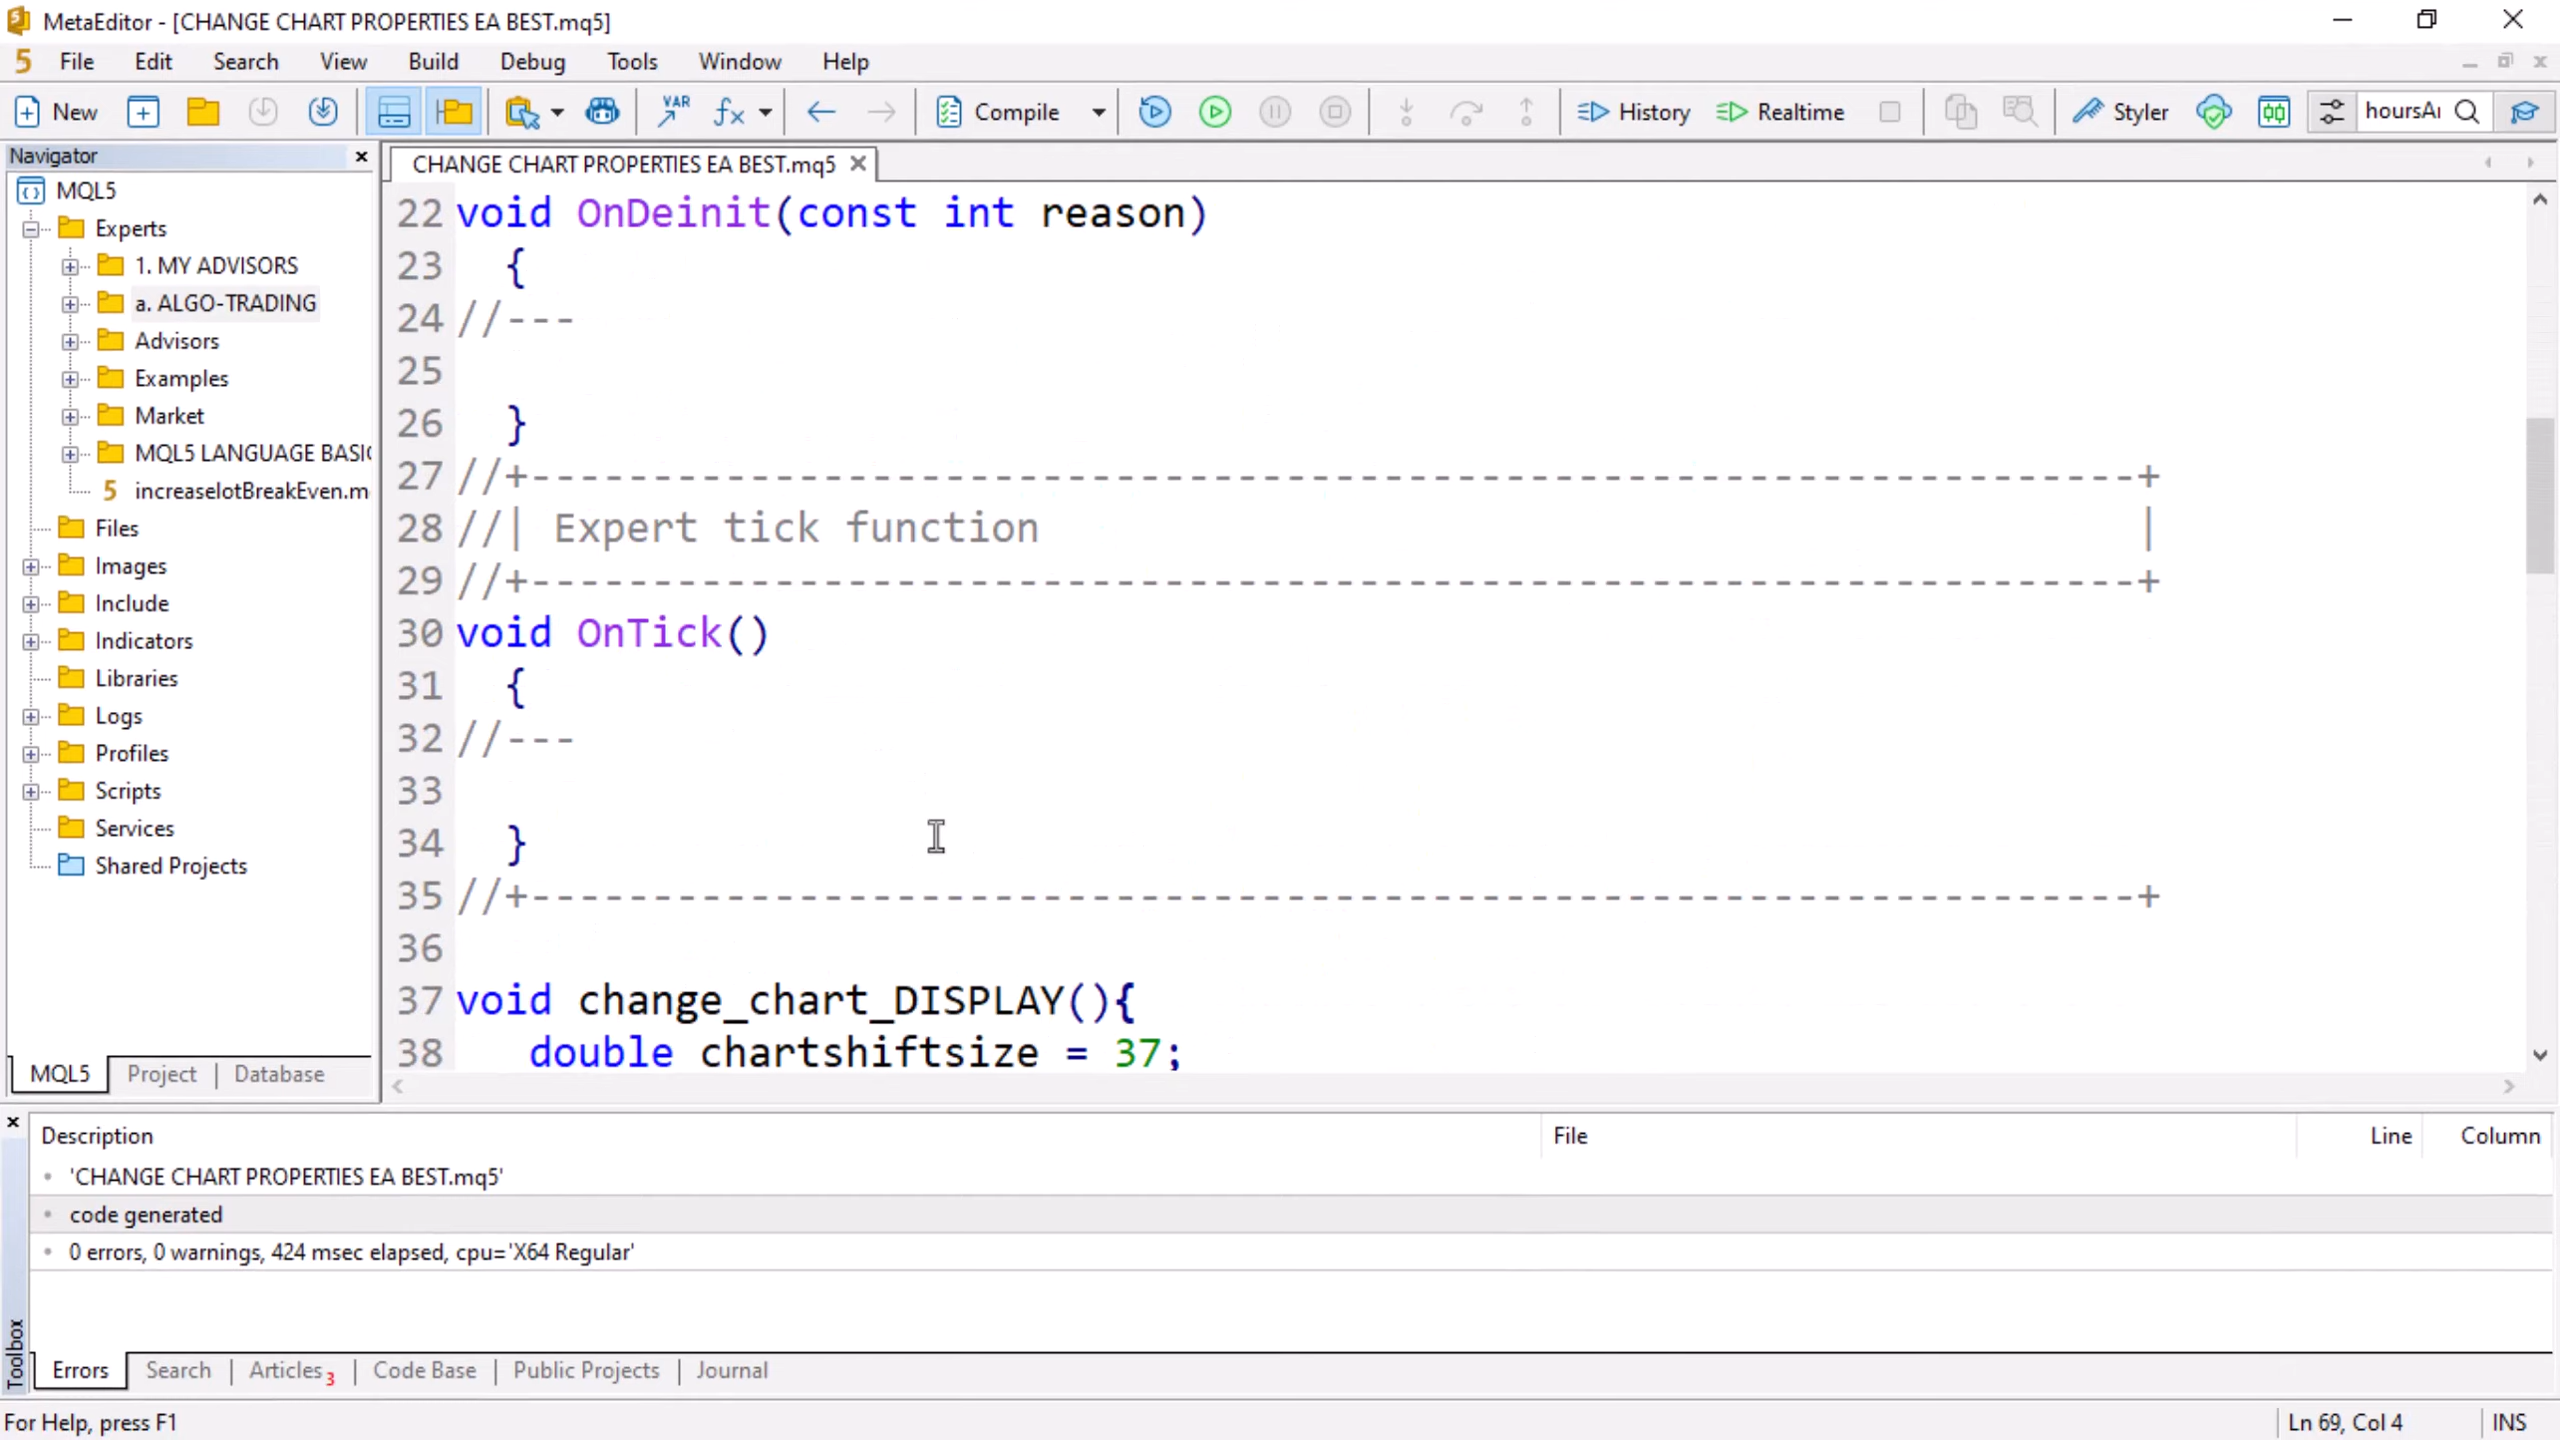 MetaEditor - [CHANGE CHART PROPERTIES EA BEST.mq5]
File Edit Search View Build Debug Tools Window Help
New Compile History Realtime Styler hoursAr
Navigator
MQL5
Experts
1. MY ADVISORS
a. ALGO-TRADING
Advisors
Examples
Market
MQL5 LANGUAGE BASIC
increaselotBreakEven.m
Files
Images
Include
Indicators
Libraries
Logs
Profiles
Scripts
Services
Shared Projects
MQL5 Project Database
CHANGE CHART PROPERTIES EA BEST.mq5
22 void OnDeinit(const int reason)
23 {
24 //---
25
26 }
27 //+------------------------------------------------------------------+
28 //| Expert tick function |
29 //+------------------------------------------------------------------+
30 void OnTick()
31 {
32 //---
33
34 }
35 //+------------------------------------------------------------------+
36
37 void change_chart_DISPLAY(){
38 double chartshiftsize = 37;
Description File Line Column
'CHANGE CHART PROPERTIES EA BEST.mq5'
code generated
0 errors, 0 warnings, 424 msec elapsed, cpu='X64 Regular'
Toolbox
Errors Search Articles 3 Code Base Public Projects Journal
For Help, press F1 Ln 69, Col 4 INS